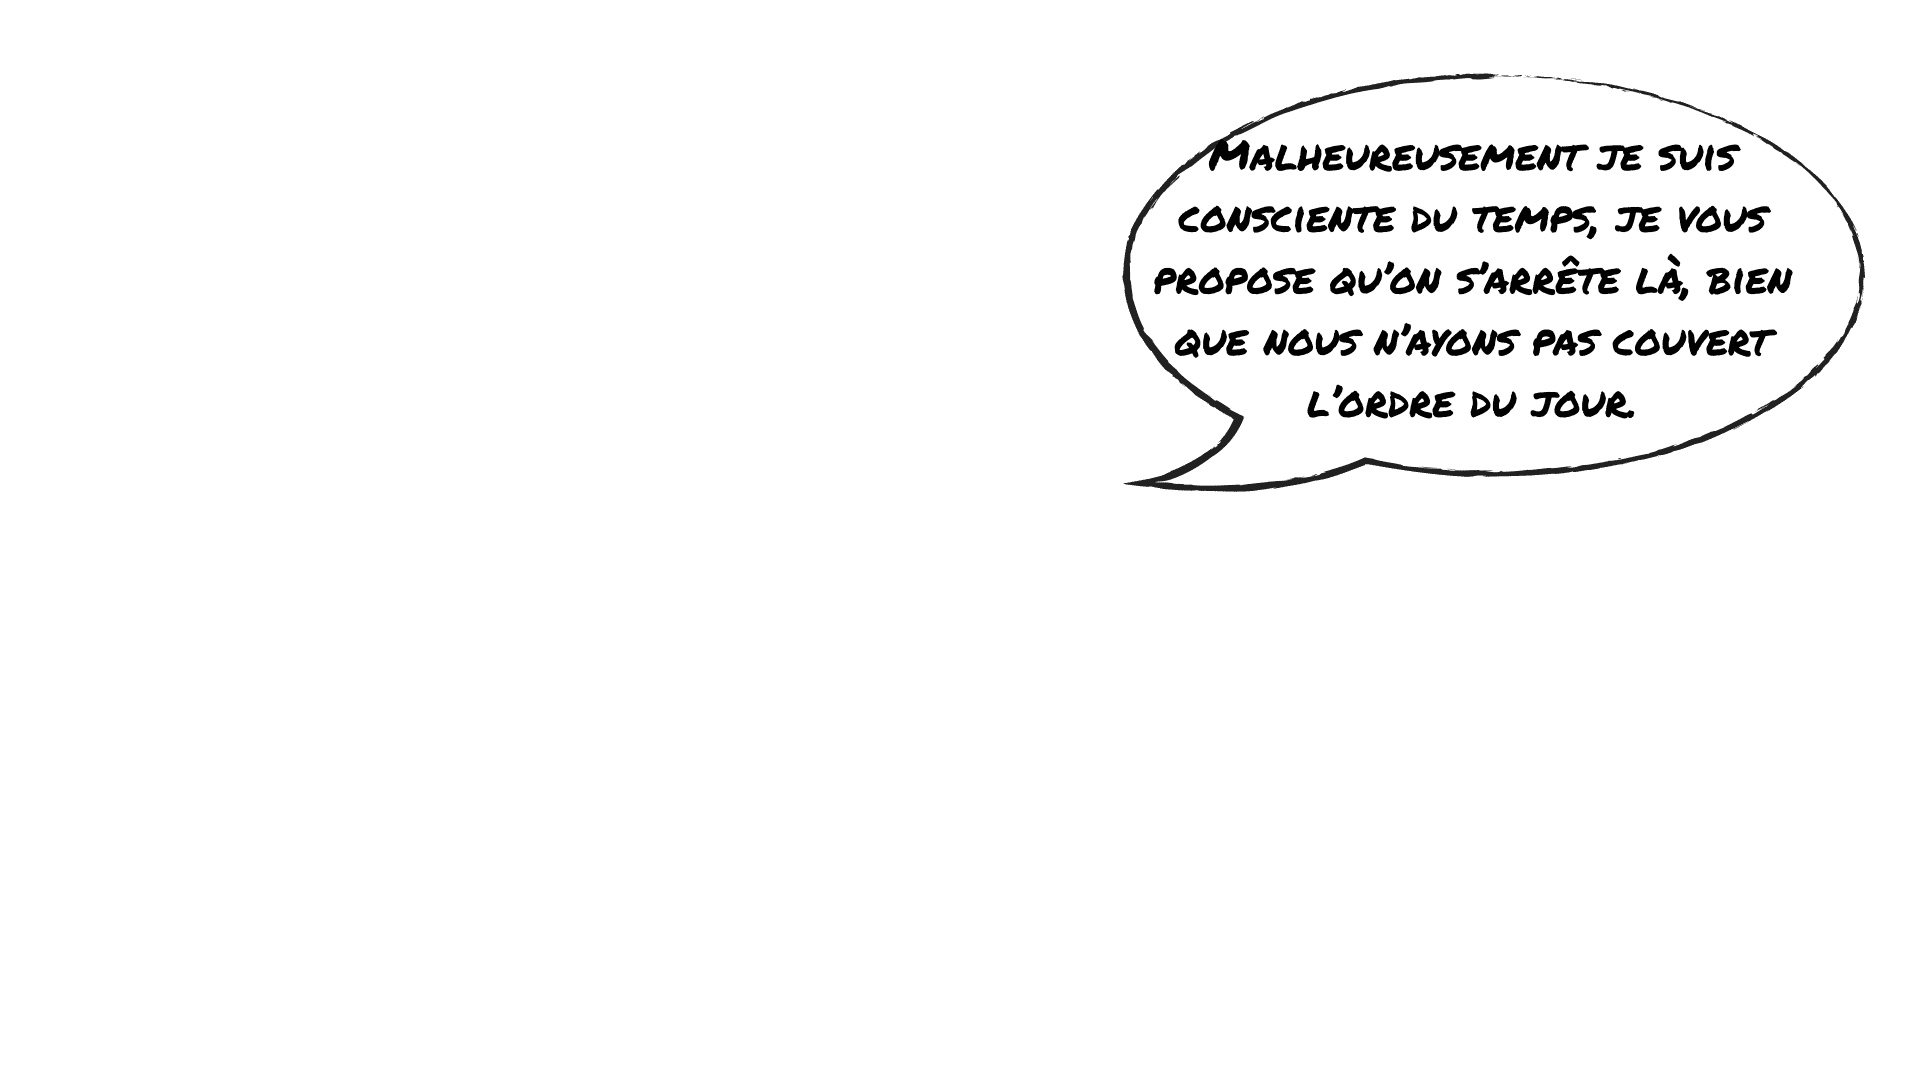 Malheureusement je suis
consciente du temps, je vous
propose qu’on s’arrête là, bien
que nous n’ayons pas couvert
l’ordre du jour.